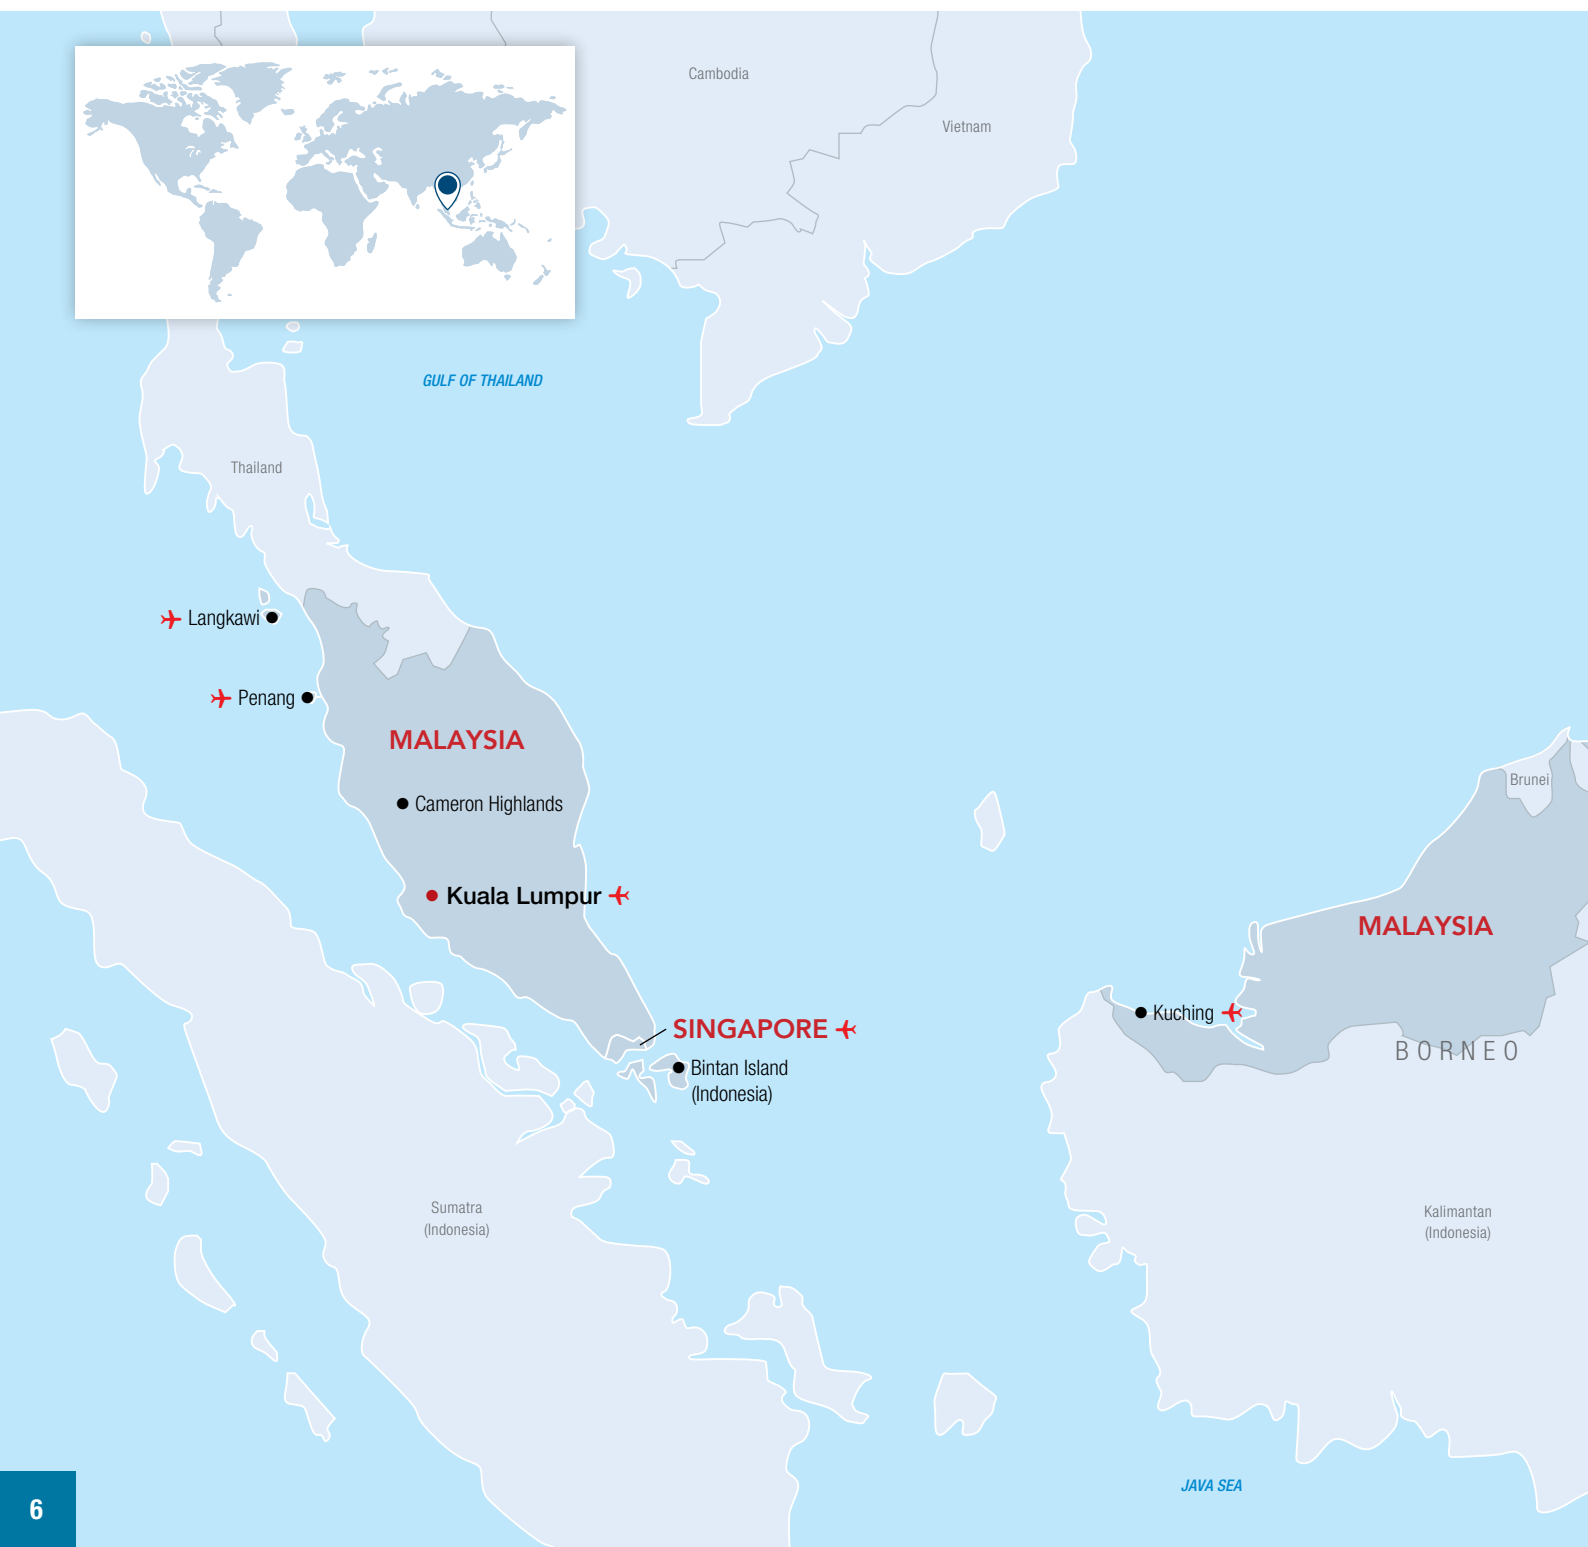 Cambodia
Vietnam
GULF OF THAILAND
Thailand
Langkawi
Penang
MALAYSIA
Brunei
Cameron Highlands
Kuala Lumpur
MALAYSIA
Kuching
SINGAPORE
BORNEO
Bintan Island
(Indonesia)
Sumatra
(Indonesia)
Kalimantan
(Indonesia)
JAVA SEA
6